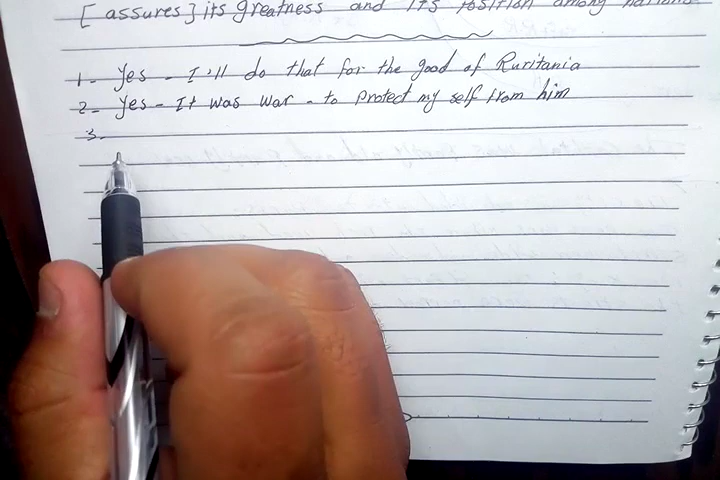 [ assures ] its greatness and its position among nations
1- Yes - I'll do that for the good of Ruritania
2- Yes - It was war - to protect my self from him
3-